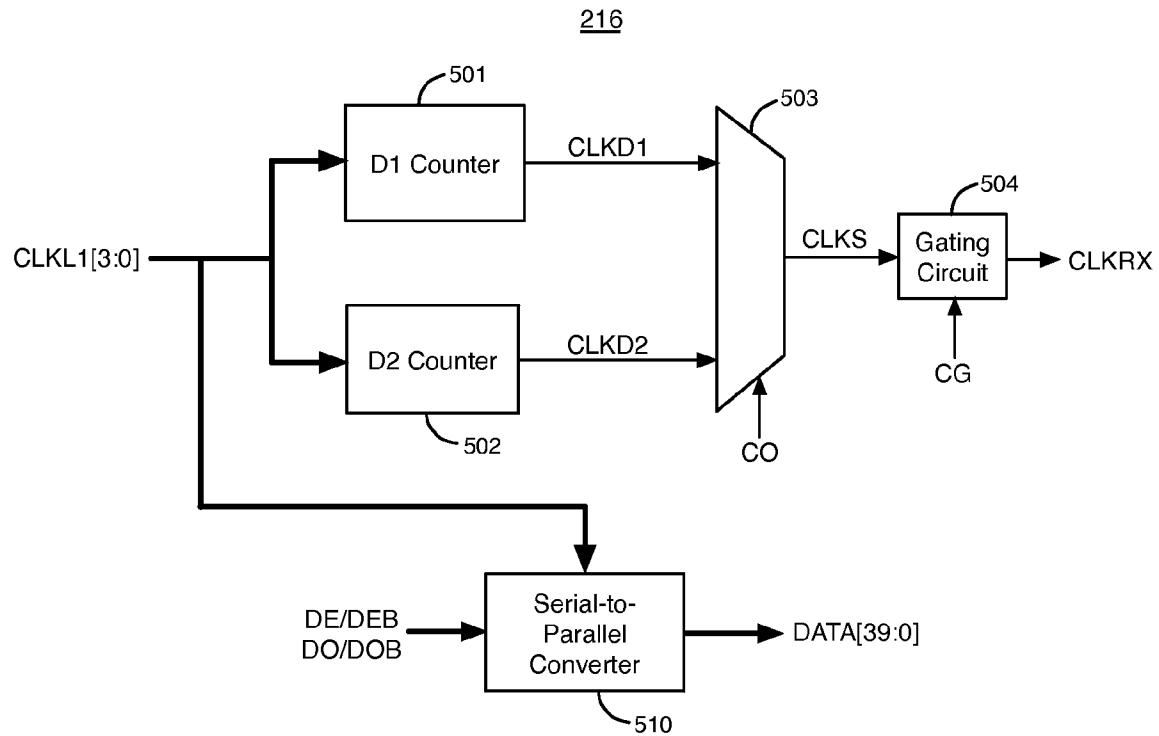 216
501
503
D1 Counter
CLKD1
504
CLKL1[3:0]
CLKS
Gating
Circuit
CLKRX
D2 Counter
CLKD2
CG
502
CO
DE/DEB
DO/DOB
Serial-to-
Parallel
Converter
DATA[39:0]
510